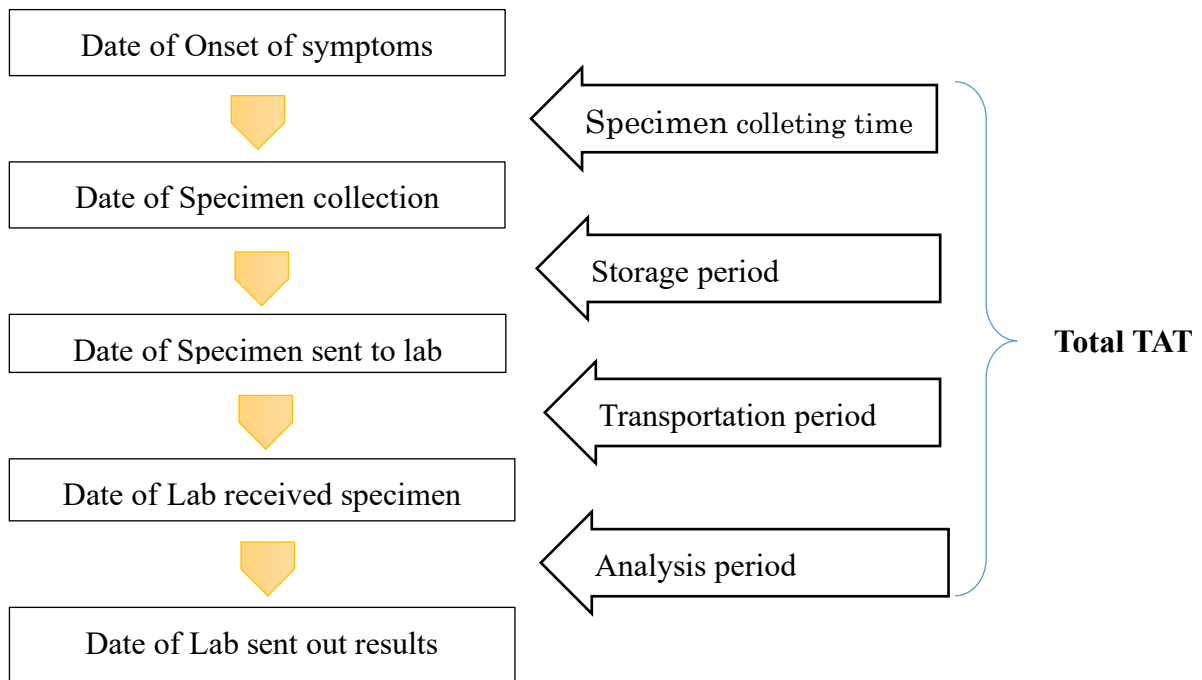 Date of Onset of symptoms
Specimen colleting time
Date of Specimen collection
Storage period
Date of Specimen sent to lab
Total TAT
Transportation period
Date of Lab received specimen
Analysis period
Date of Lab sent out results